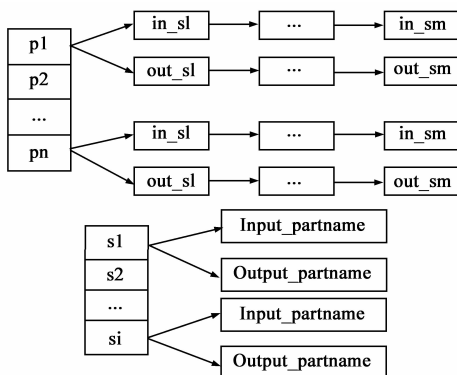 p1
p2
...
pn
in_sl
...
in_sm
out_sl
...
out_sm
in_sl
...
in_sm
out_sl
...
out_sm
s1
s2
...
si
Input_partname
Output_partname
Input_partname
Output_partname